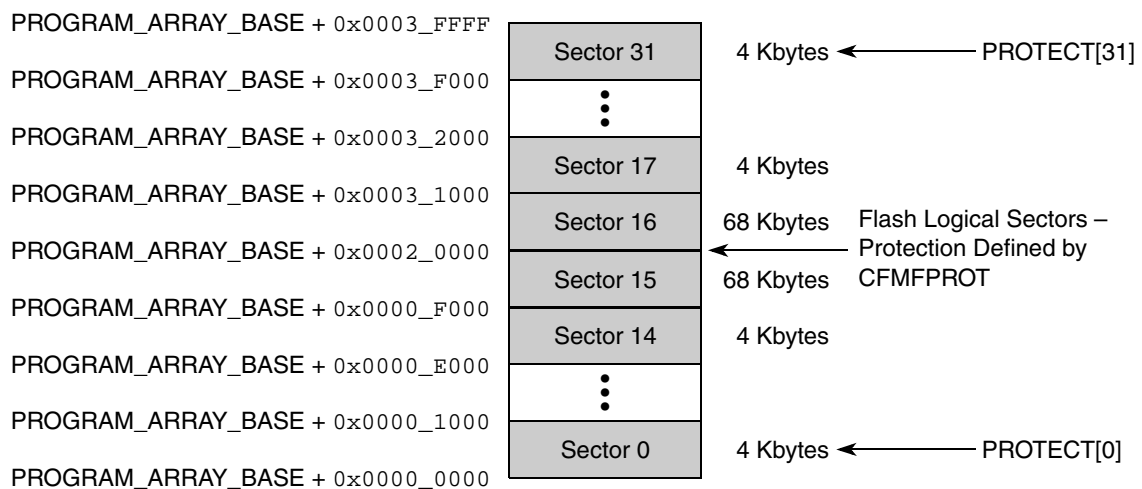 PROGRAM_ARRAY_BASE + 0x0003_FFFF
Sector 31 4 Kbytes PROTECT[31]
PROGRAM_ARRAY_BASE + 0x0003_F000
PROGRAM_ARRAY_BASE + 0x0003_2000
Sector 17 4 Kbytes
PROGRAM_ARRAY_BASE + 0x0003_1000
Sector 16 68 Kbytes Flash Logical Sectors –
PROGRAM_ARRAY_BASE + 0x0002_0000 Protection Defined by
Sector 15 68 Kbytes CFMFPROT
PROGRAM_ARRAY_BASE + 0x0000_F000
Sector 14 4 Kbytes
PROGRAM_ARRAY_BASE + 0x0000_E000
PROGRAM_ARRAY_BASE + 0x0000_1000
Sector 0 4 Kbytes PROTECT[0]
PROGRAM_ARRAY_BASE + 0x0000_0000